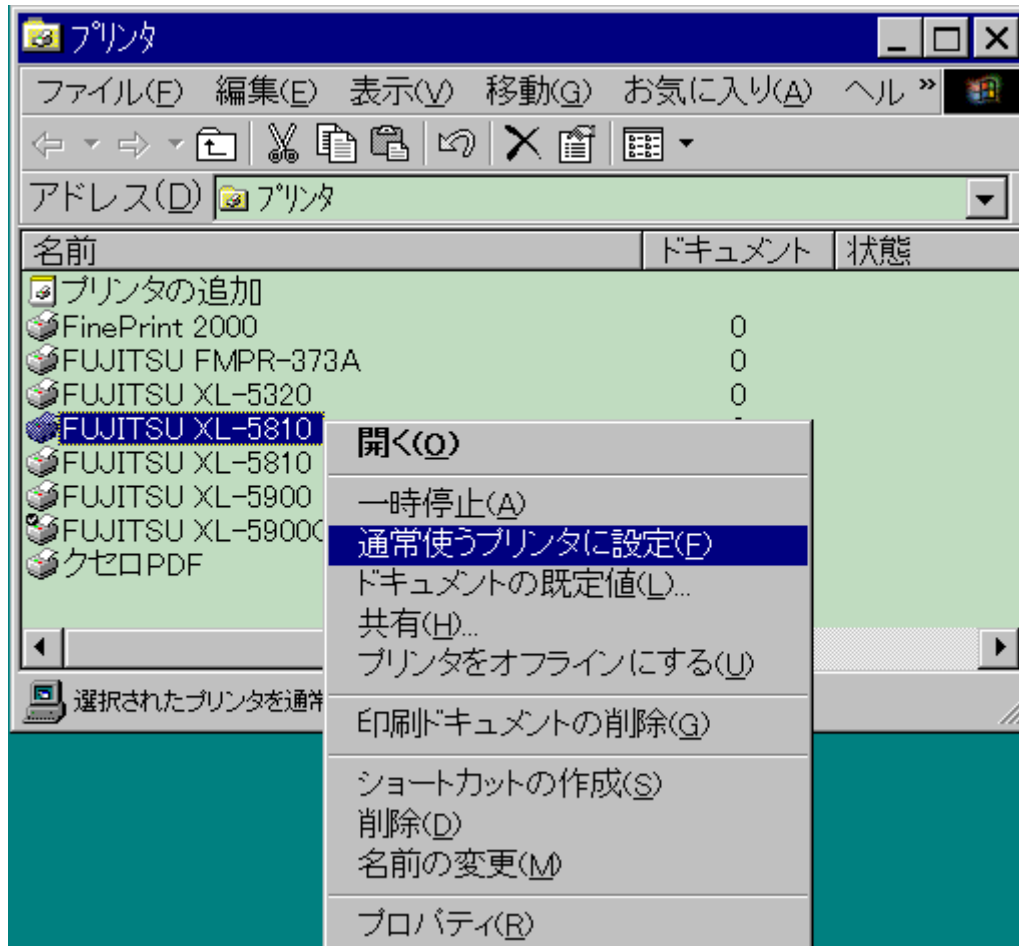 プリンタ
ファイル(F) 編集(E) 表示(V) 移動(G) お気に入り(A) ヘル »
アドレス(D) プリンタ
名前 ドキュメント 状態
プリンタの追加
FinePrint 2000 0
FUJITSU FMPR-373A 0
FUJITSU XL-5320 0
FUJITSU XL-5810
FUJITSU XL-5810
FUJITSU XL-5900
FUJITSU XL-5900
クセロPDF
開く(O)
一時停止(A)
通常使うプリンタに設定(F)
ドキュメントの既定値(L)...
共有(H)...
プリンタをオフラインにする(U)
選択されたプリンタを通常
印刷ドキュメントの削除(G)
ショートカットの作成(S)
削除(D)
名前の変更(M)
プロパティ(R)